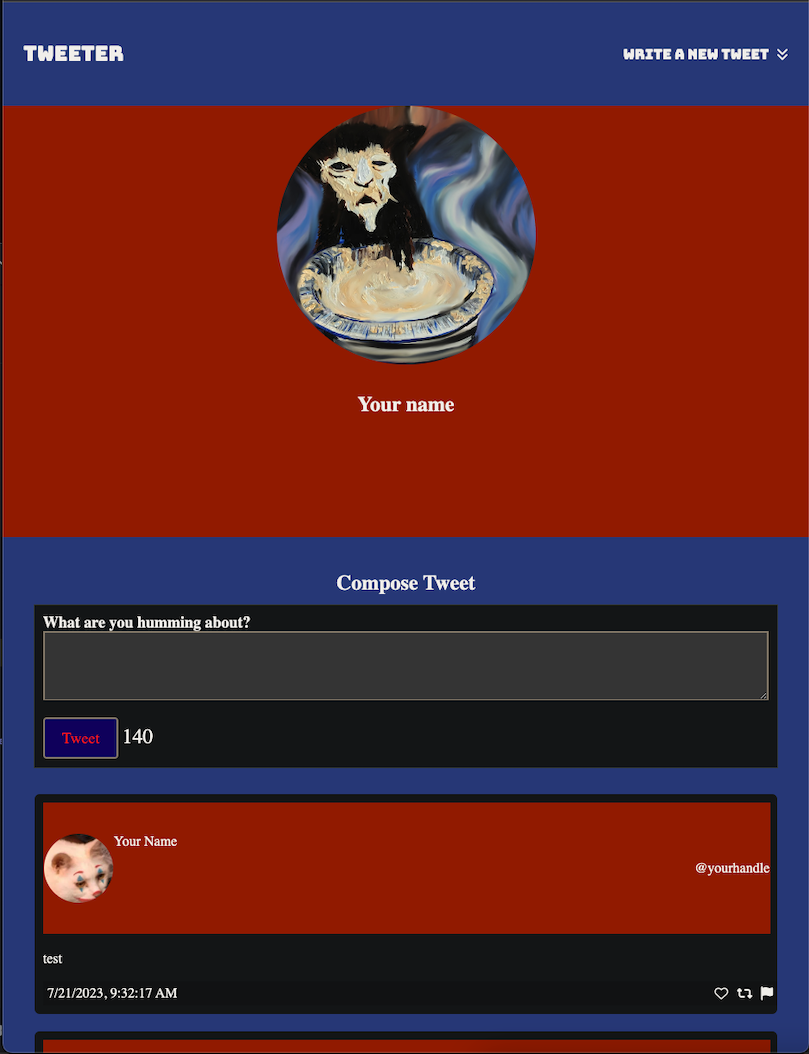 TWEETER
WRITE A NEW TWEET
Your name
Compose Tweet
What are you humming about?
Tweet 140
Your Name
@yourhandle
test
7/21/2023, 9:32:17 AM